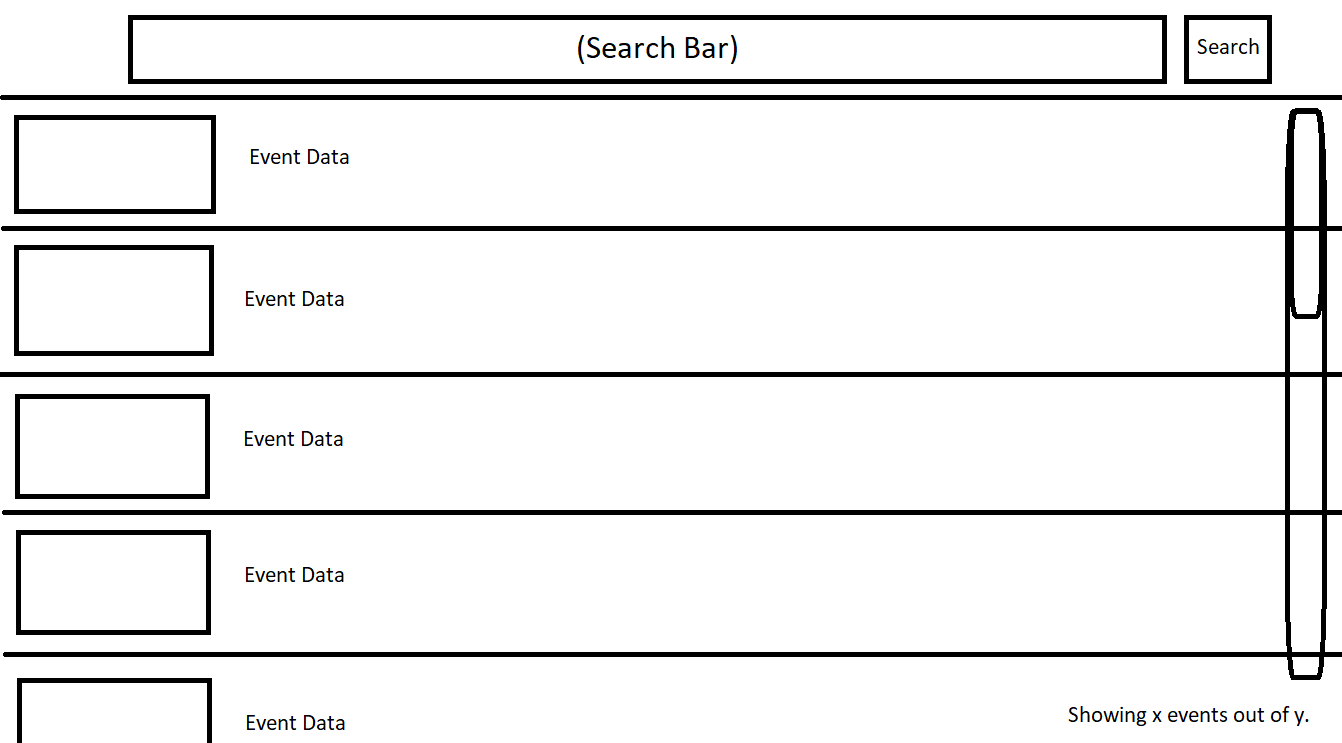 (Search Bar)
Search
Event Data
Event Data
Event Data
Event Data
Event Data
Showing x events out of y.